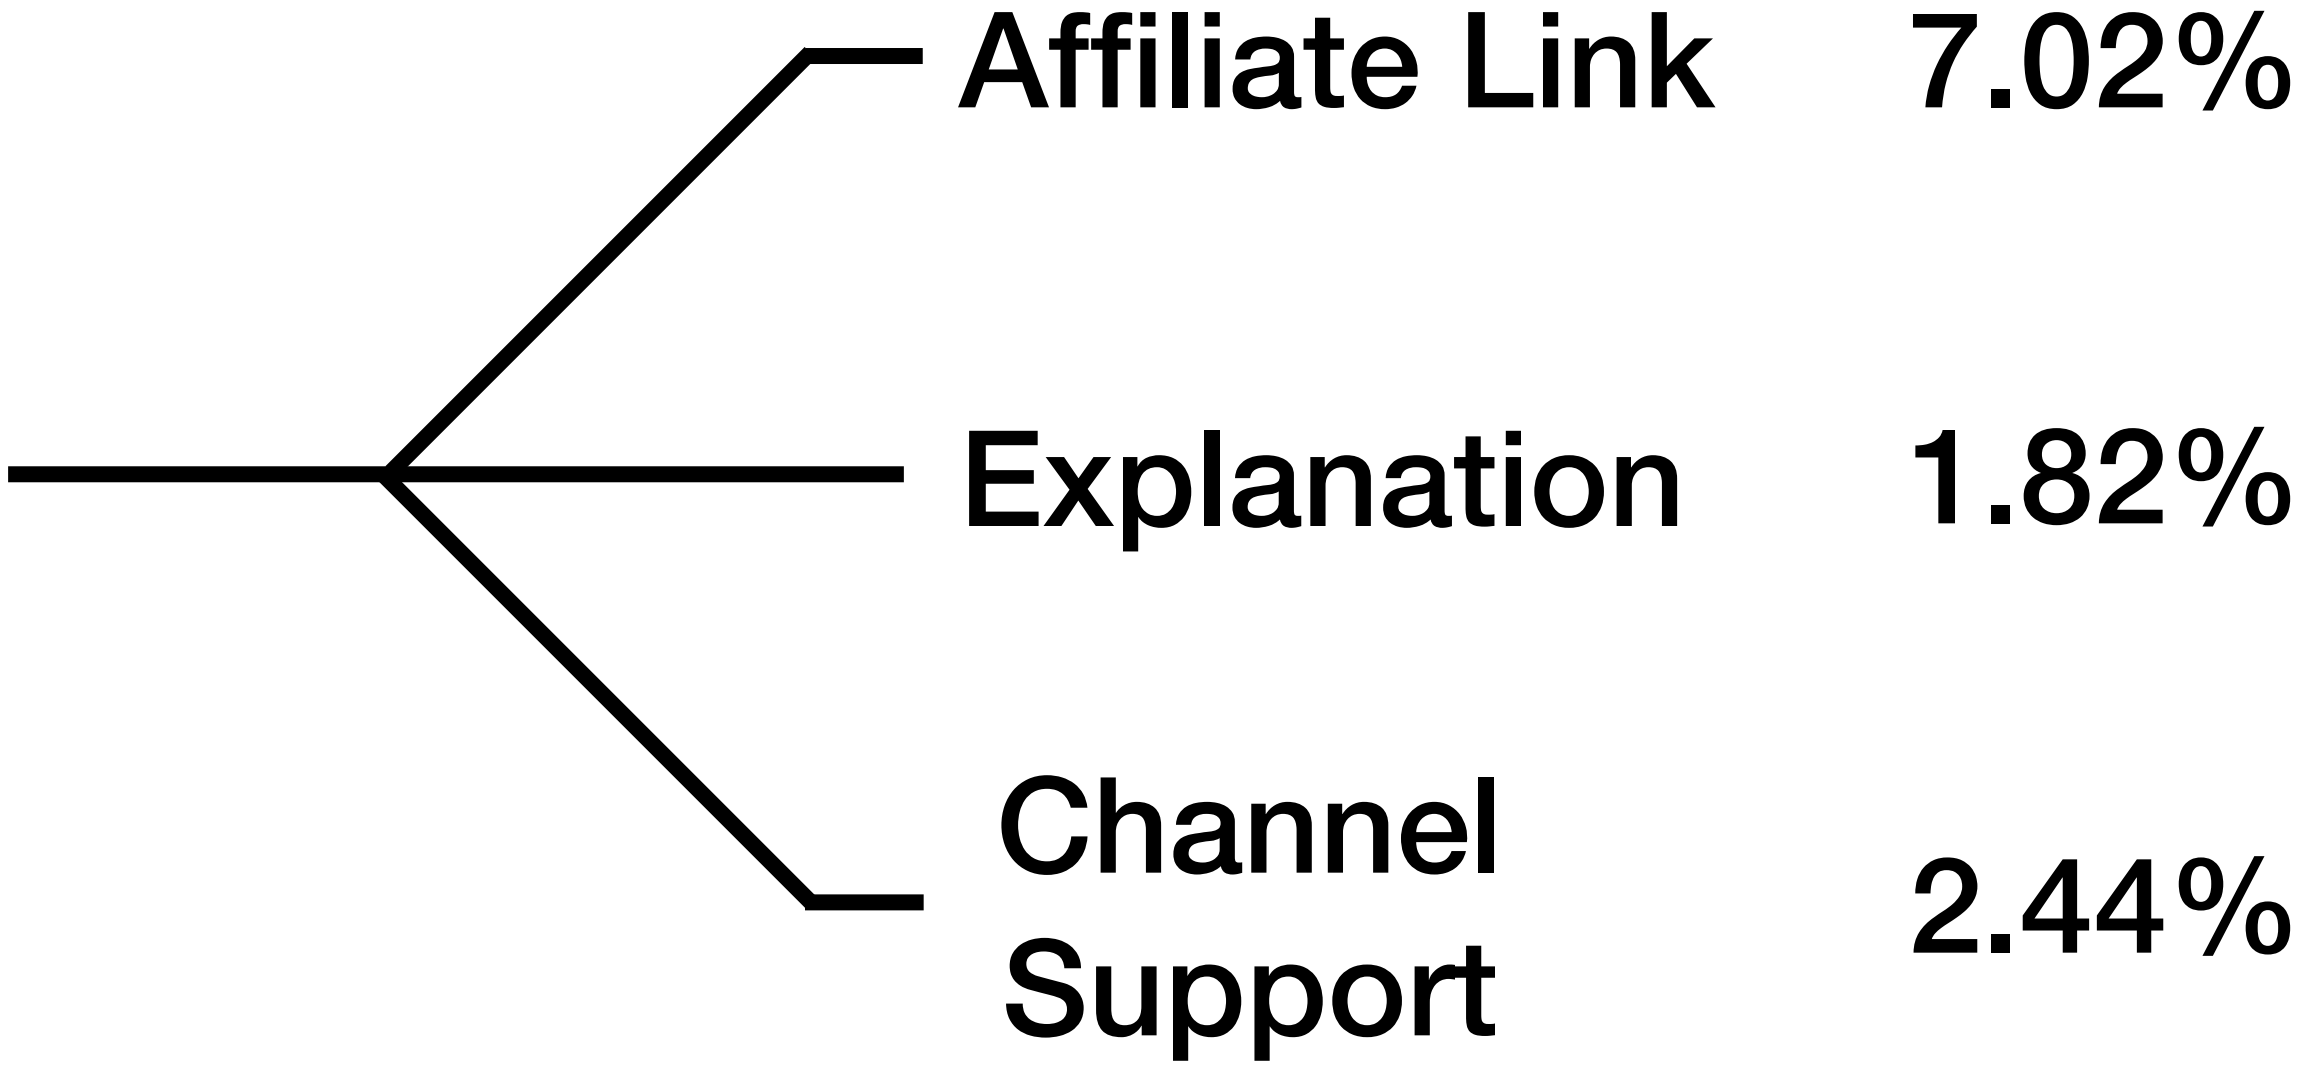 Affiliate Link 7.02%
Explanation 1.82%
Channel
Support 2.44%